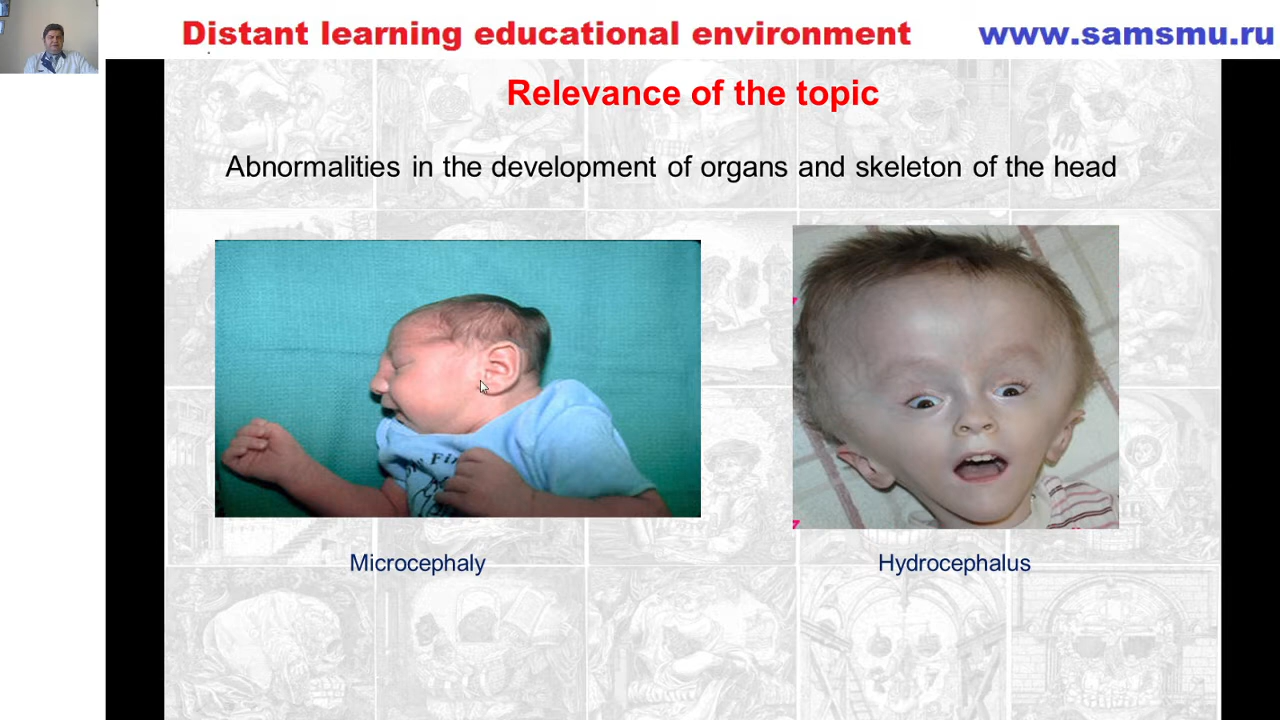 Distant learning educational environment
www.samsmu.ru
Relevance of the topic
Abnormalities in the development of organs and skeleton of the head
Microcephaly
Hydrocephalus